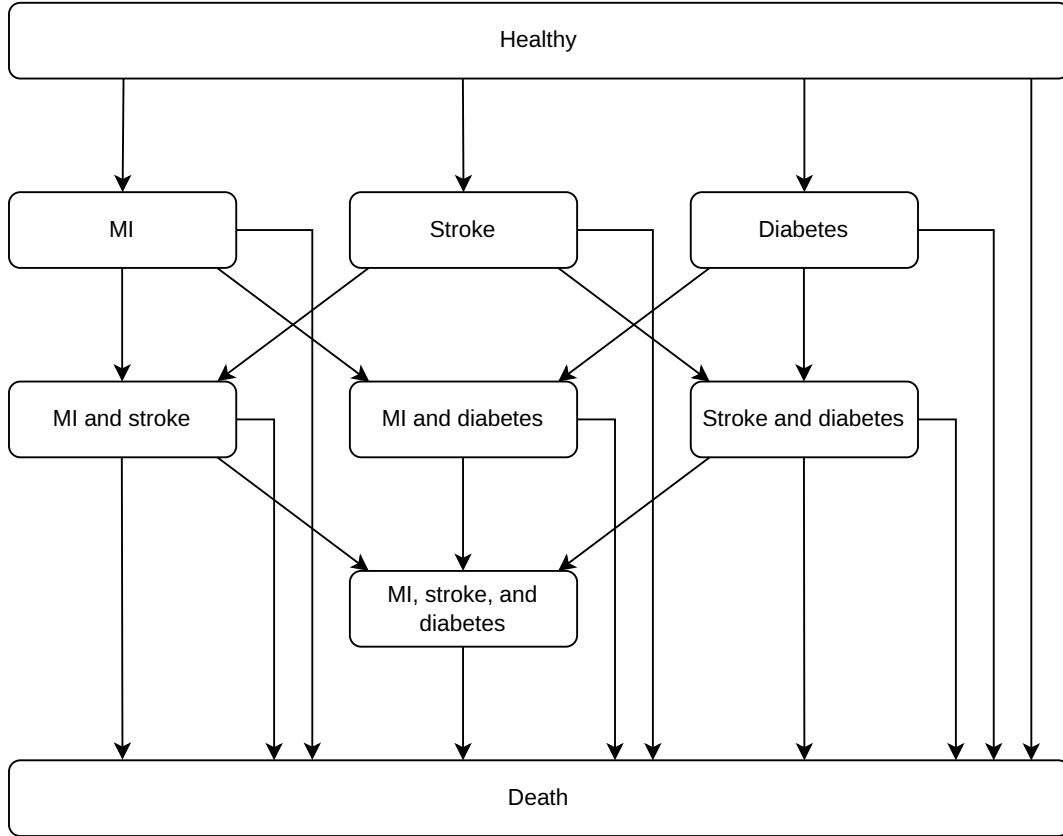 Healthy
MI
Stroke
Diabetes
MI and stroke
MI and diabetes
Stroke and diabetes
MI, stroke, and
diabetes
Death